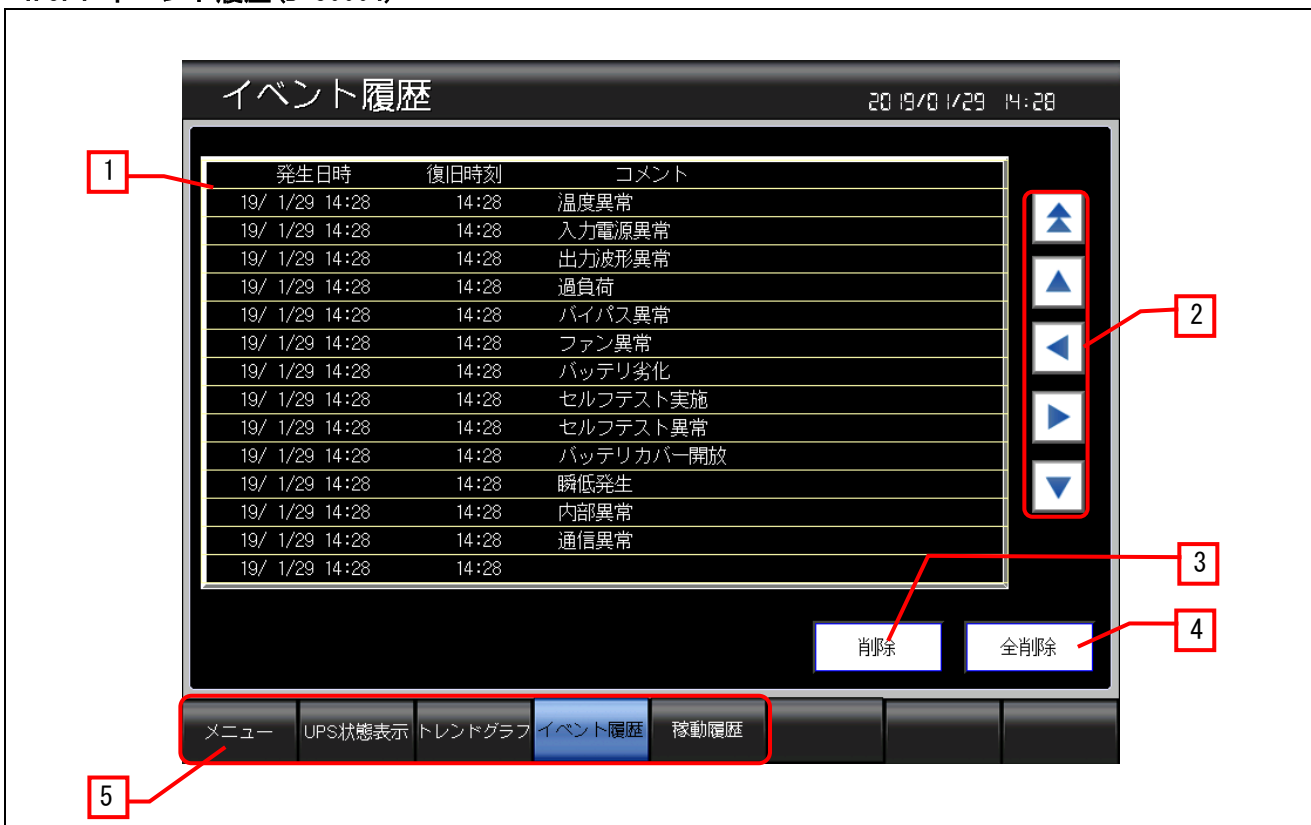 イベント履歴 2019/01/29 14:28
発生日時 復旧時刻 コメント
19/ 1/29 14:28 14:28 温度異常
19/ 1/29 14:28 14:28 入力電源異常
19/ 1/29 14:28 14:28 出力波形異常
19/ 1/29 14:28 14:28 過負荷
19/ 1/29 14:28 14:28 バイパス異常
19/ 1/29 14:28 14:28 ファン異常
19/ 1/29 14:28 14:28 バッテリ劣化
19/ 1/29 14:28 14:28 セルフテスト実施
19/ 1/29 14:28 14:28 セルフテスト異常
19/ 1/29 14:28 14:28 バッテリカバー開放
19/ 1/29 14:28 14:28 瞬低発生
19/ 1/29 14:28 14:28 内部異常
19/ 1/29 14:28 14:28 通信異常
19/ 1/29 14:28 14:28
削除 全削除
メニュー UPS状態表示 トレンドグラフ イベント履歴 稼動履歴
1
2
3
4
5